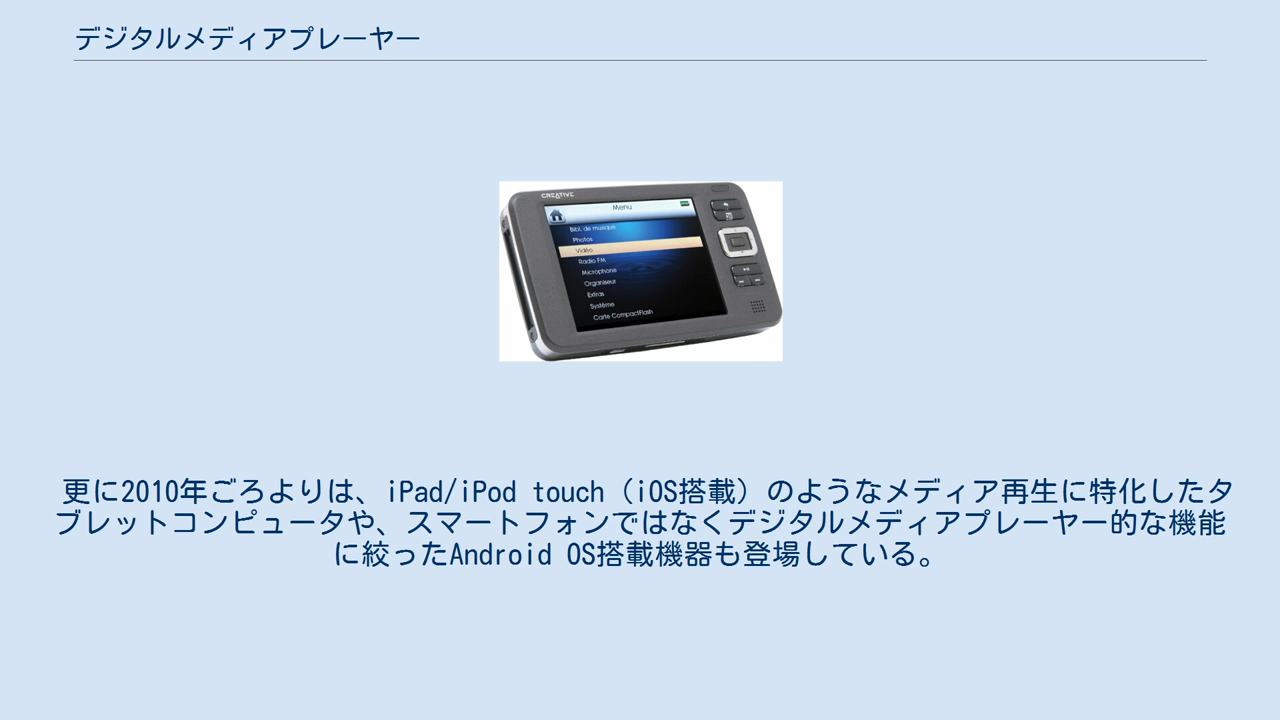 デジタルメディアプレーヤー
CREATIVE
Menu
Bibl. de musique
Photos
Vidéo
Radio FM
Microphone
Organiseur
Extras
Système
Carte CompactFlash
更に2010年ごろよりは、iPad/iPod touch（iOS搭載）のようなメディア再生に特化したタ
ブレットコンピュータや、スマートフォンではなくデジタルメディアプレーヤー的な機能
に絞ったAndroid OS搭載機器も登場している。